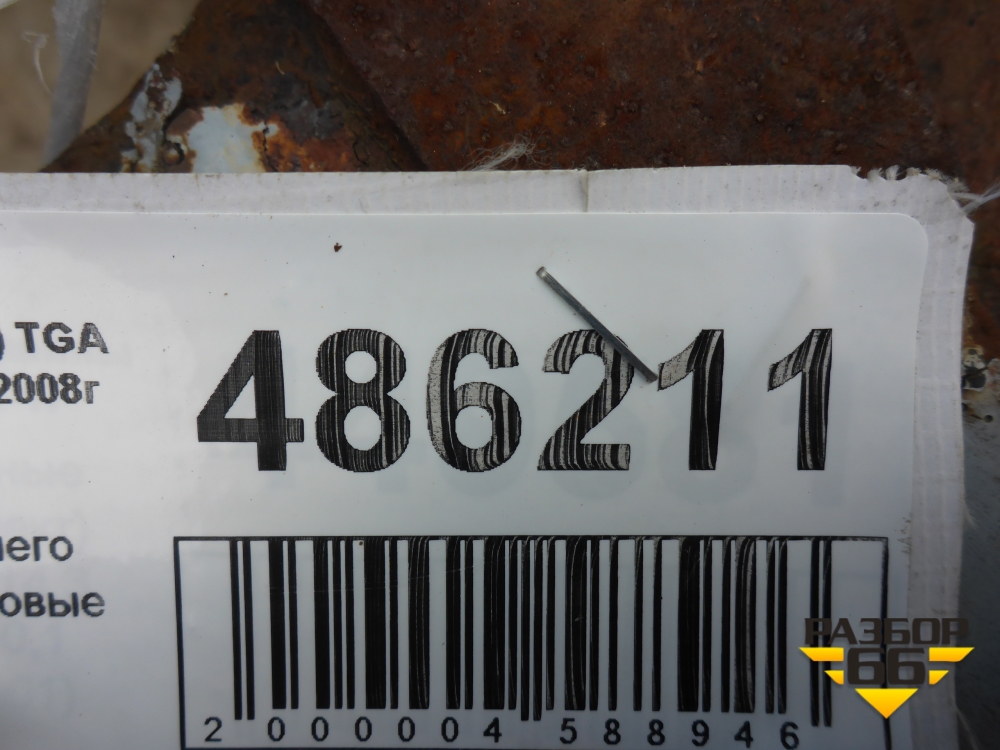 ) TGA
2008г
486211
него
овые
2 000004 588946
РАЗБОР
66